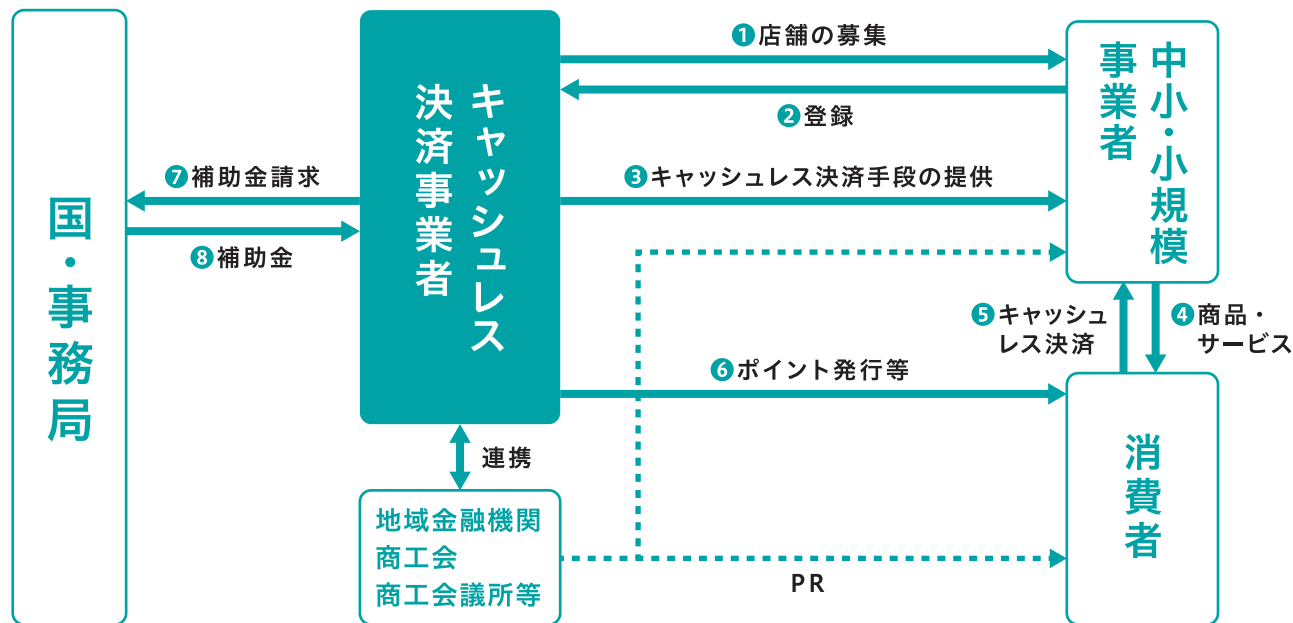 国・事務局
❼補助金請求
❽補助金
キャッシュレス
決済事業者
❶店舗の募集
❷登録
❸キャッシュレス決済手段の提供
中小・小規模
事業者
❺キャッシュ
レス決済
❹商品・
サービス
❻ポイント発行等
連携
地域金融機関
商工会
商工会議所等
PR
消費者